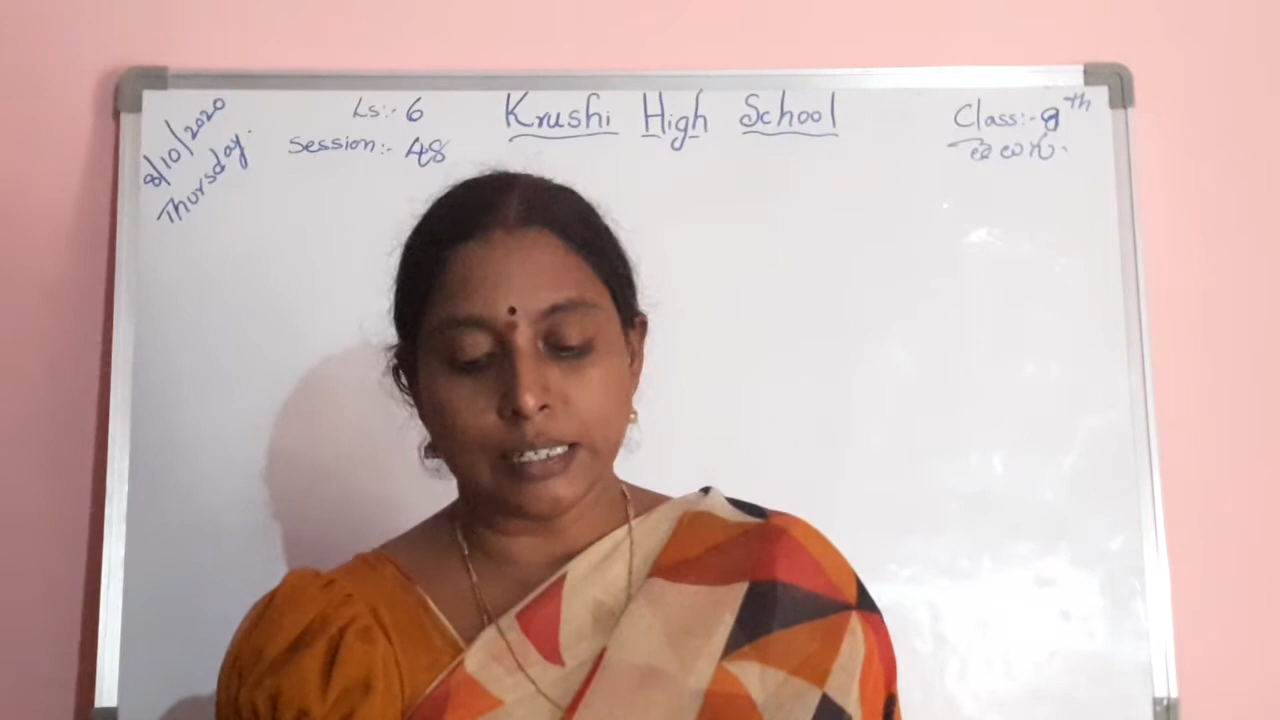 8/10/2020
Thursday.
Ls:- 6
Session:- 48
Krushi High School
Class:- 8th
తెలుగు.